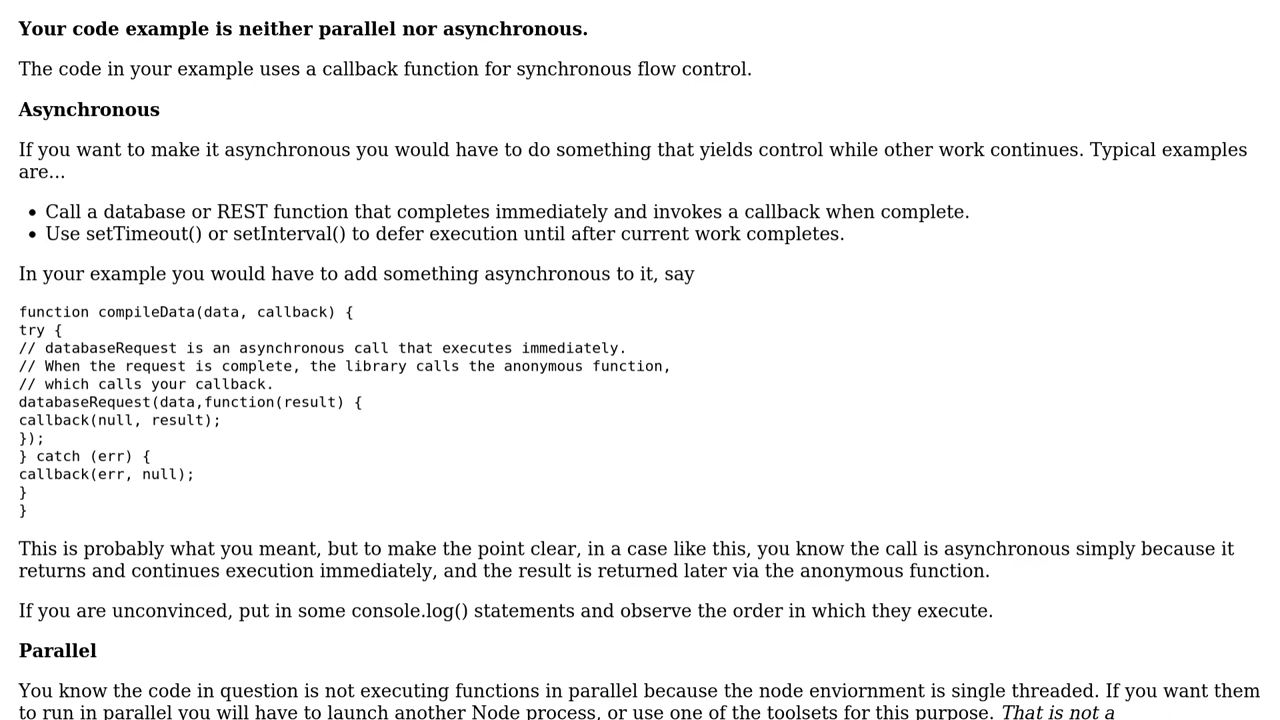 Your code example is neither parallel nor asynchronous.
The code in your example uses a callback function for synchronous flow control.
Asynchronous
If you want to make it asynchronous you would have to do something that yields control while other work continues. Typical examples
are...
• Call a database or REST function that completes immediately and invokes a callback when complete.
• Use setTimeout() or setInterval() to defer execution until after current work completes.
In your example you would have to add something asynchronous to it, say
function compileData(data, callback) {
try {
// databaseRequest is an asynchronous call that executes immediately.
// When the request is complete, the library calls the anonymous function,
// which calls your callback.
databaseRequest(data,function(result) {
callback(null, result);
});
} catch (err) {
callback(err, null);
}
}
This is probably what you meant, but to make the point clear, in a case like this, you know the call is asynchronous simply because it
returns and continues execution immediately, and the result is returned later via the anonymous function.
If you are unconvinced, put in some console.log() statements and observe the order in which they execute.
Parallel
You know the code in question is not executing functions in parallel because the node enviornment is single threaded. If you want them
to run in parallel you will have to launch another Node process, or use one of the toolsets for this purpose. That is not a